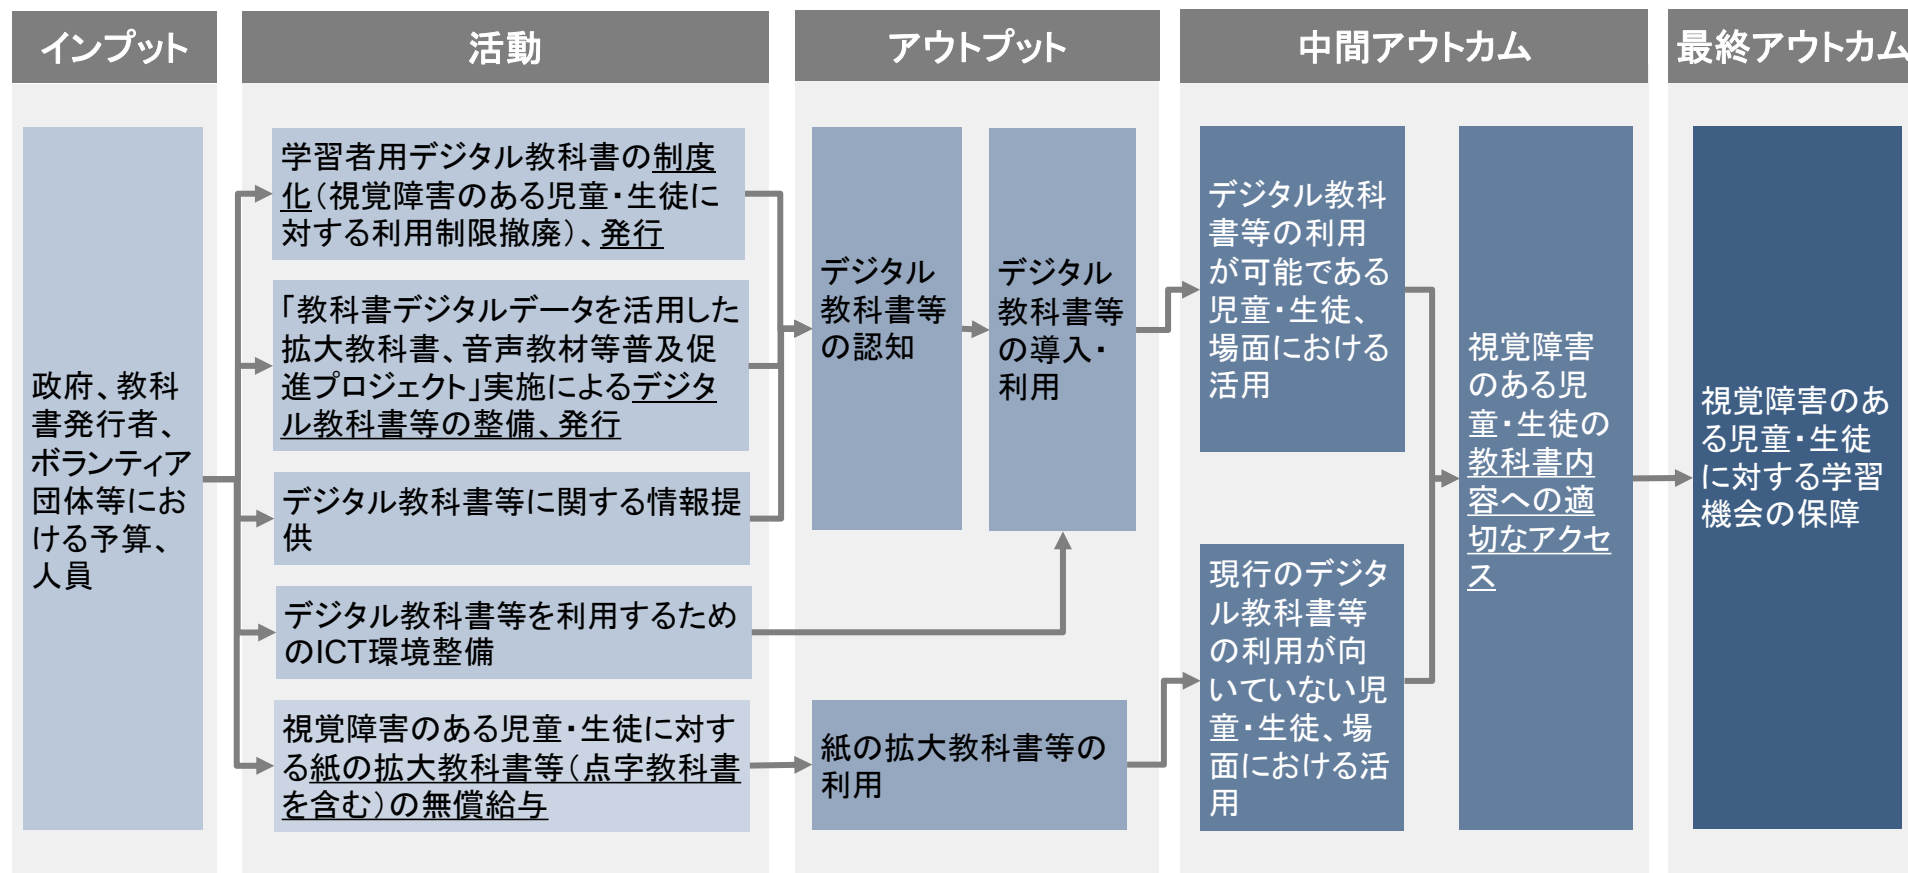 インプット
活動
アウトプット
中間アウトカム
最終アウトカム
政府、教科
書発行者、
ボランティア
団体等にお
ける予算、
人員
学習者用デジタル教科書の制度
化（視覚障害のある児童・生徒に
対する利用制限撤廃）、発行
「教科書デジタルデータを活用した
拡大教科書、音声教材等普及促
進プロジェクト」実施によるデジタ
ル教科書等の整備、発行
デジタル教科書等に関する情報提
供
デジタル教科書等を利用するため
のICT環境整備
視覚障害のある児童・生徒に対す
る紙の拡大教科書等（点字教科書
を含む）の無償給与
デジタル
教科書等
の認知
デジタル
教科書等
の導入・
利用
紙の拡大教科書等の
利用
デジタル教科
書等の利用
が可能である
児童・生徒、
場面における
活用
現行のデジタ
ル教科書等
の利用が向
いていない児
童・生徒、場
面における活
用
視覚障害
のある児
童・生徒の
教科書内
容への適
切なアクセ
ス
視覚障害のあ
る児童・生徒
に対する学習
機会の保障